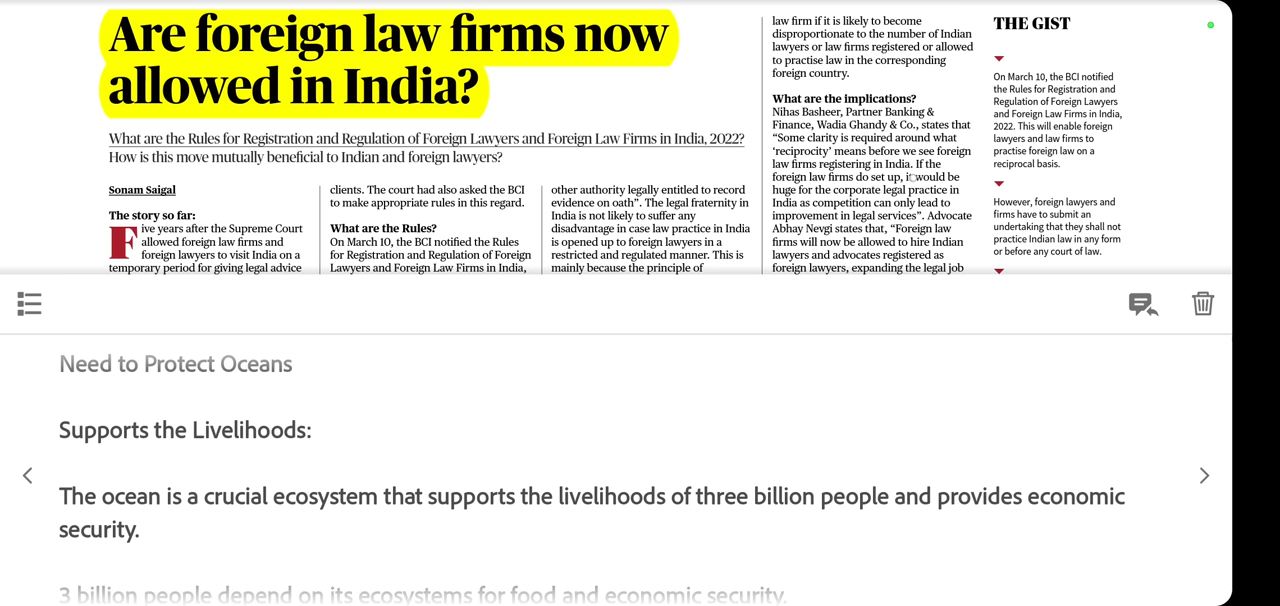 Are foreign law firms now
allowed in India?
What are the Rules for Registration and Regulation of Foreign Lawyers and Foreign Law Firms in India, 2022?
How is this move mutually beneficial to Indian and foreign lawyers?
Sonam Saigal
The story so far:
Five years after the Supreme Court
allowed foreign law firms and
foreign lawyers to visit India on a
temporary period for giving legal advice
clients. The court had also asked the BCI
to make appropriate rules in this regard.
What are the Rules?
On March 10, the BCI notified the Rules
for Registration and Regulation of Foreign
Lawyers and Foreign Law Firms in India,
other authority legally entitled to record
evidence on oath”. The legal fraternity in
India is not likely to suffer any
disadvantage in case law practice in India
is opened up to foreign lawyers in a
restricted and regulated manner. This is
mainly because the principle of
law firm if it is likely to become
disproportionate to the number of Indian
lawyers or law firms registered or allowed
to practise law in the corresponding
foreign country.
What are the implications?
Nihas Basheer, Partner Banking &
Finance, Wadia Ghandy & Co., states that
“Some clarity is required around what
‘reciprocity’ means before we see foreign
law firms registering in India. If the
foreign law firms do set up, it would be
huge for the corporate legal practice in
India as competition can only lead to
improvement in legal services”. Advocate
Abhay Nevgi states that, “Foreign law
firms will now be allowed to hire Indian
lawyers and advocates registered as
foreign lawyers, expanding the legal job
THE GIST
On March 10, the BCI notified
the Rules for Registration and
Regulation of Foreign Lawyers
and Foreign Law Firms in India,
2022. This will enable foreign
lawyers and law firms to
practise foreign law on a
reciprocal basis.
However, foreign lawyers and
firms have to submit an
undertaking that they shall not
practice Indian law in any form
or before any court of law.
Need to Protect Oceans
Supports the Livelihoods:
The ocean is a crucial ecosystem that supports the livelihoods of three billion people and provides economic
security.
3 billion people depend on its ecosystems for food and economic security.